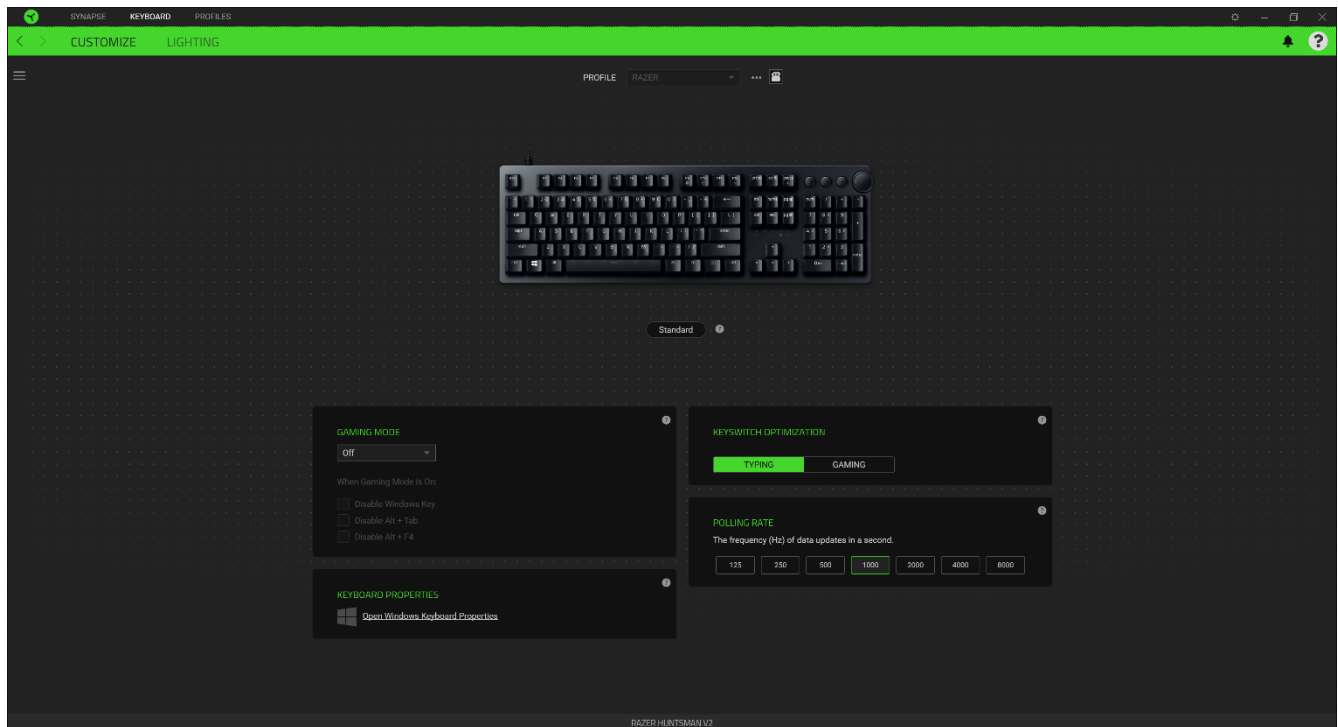 SYNAPSE KEYBOARD PROFILES
CUSTOMIZE LIGHTING
PROFILE RAZER
Standard
GAMING MODE
Off
When Gaming Mode is On:
Disable Windows Key
Disable Alt + Tab
Disable Alt + F4
KEYBOARD PROPERTIES
Open Windows Keyboard Properties
KEYSWITCH OPTIMIZATION
TYPING GAMING
POLLING RATE
The frequency (Hz) of data updates in a second.
125 250 500 1000 2000 4000 8000
RAZER HUNTSMAN V2